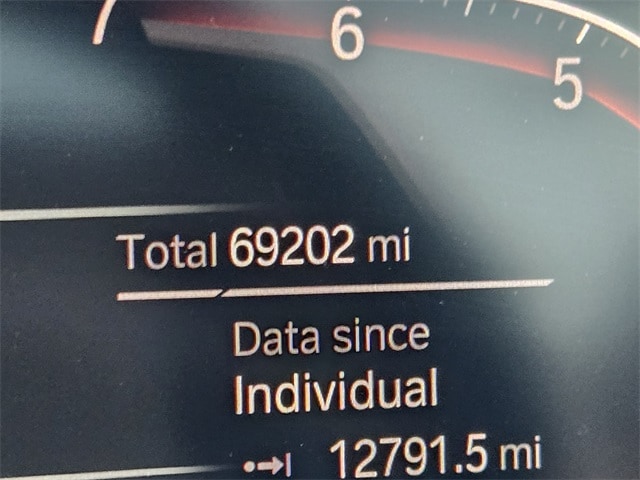 7 6 5
Total 69202 mi
Data since
Individual
12791.5 mi